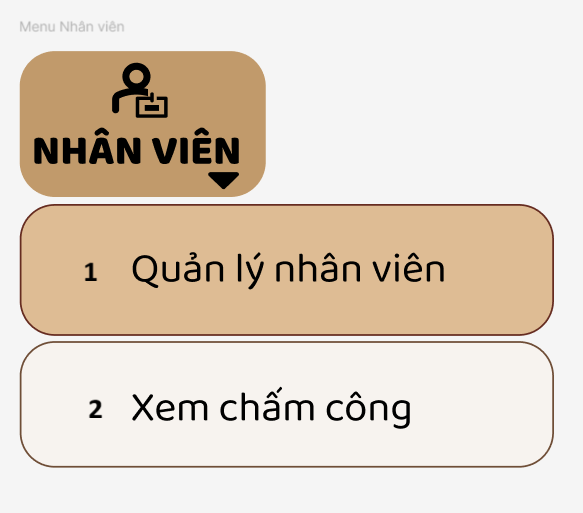 Menu Nhân viên
NHÂN VIÊN
1 Quản lý nhân viên
2 Xem chấm công